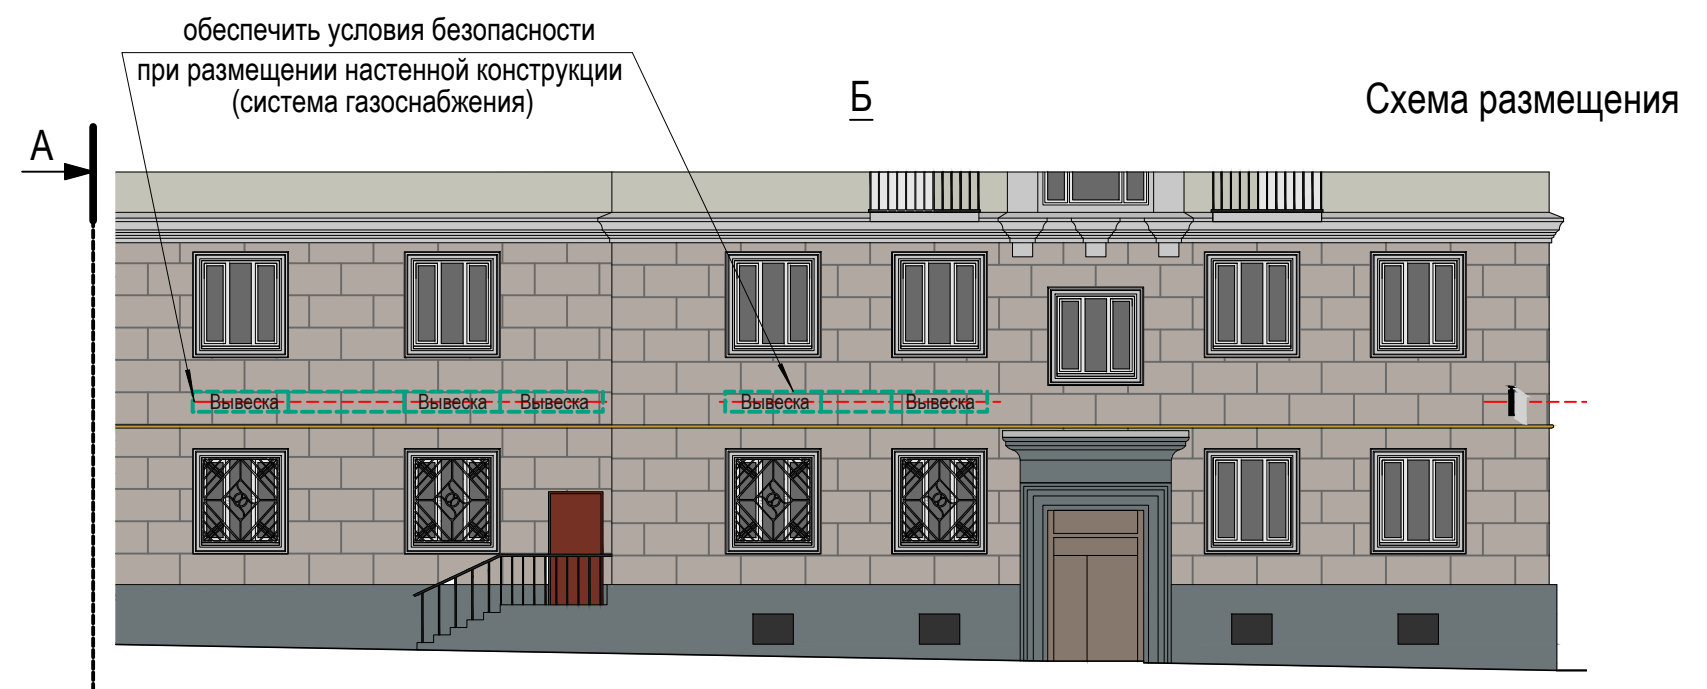 обеспечить условия безопасности
при размещении настенной конструкции
(система газоснабжения)
Б
Схема размещения
А
Вывеска Вывеска Вывеска Вывеска Вывеска